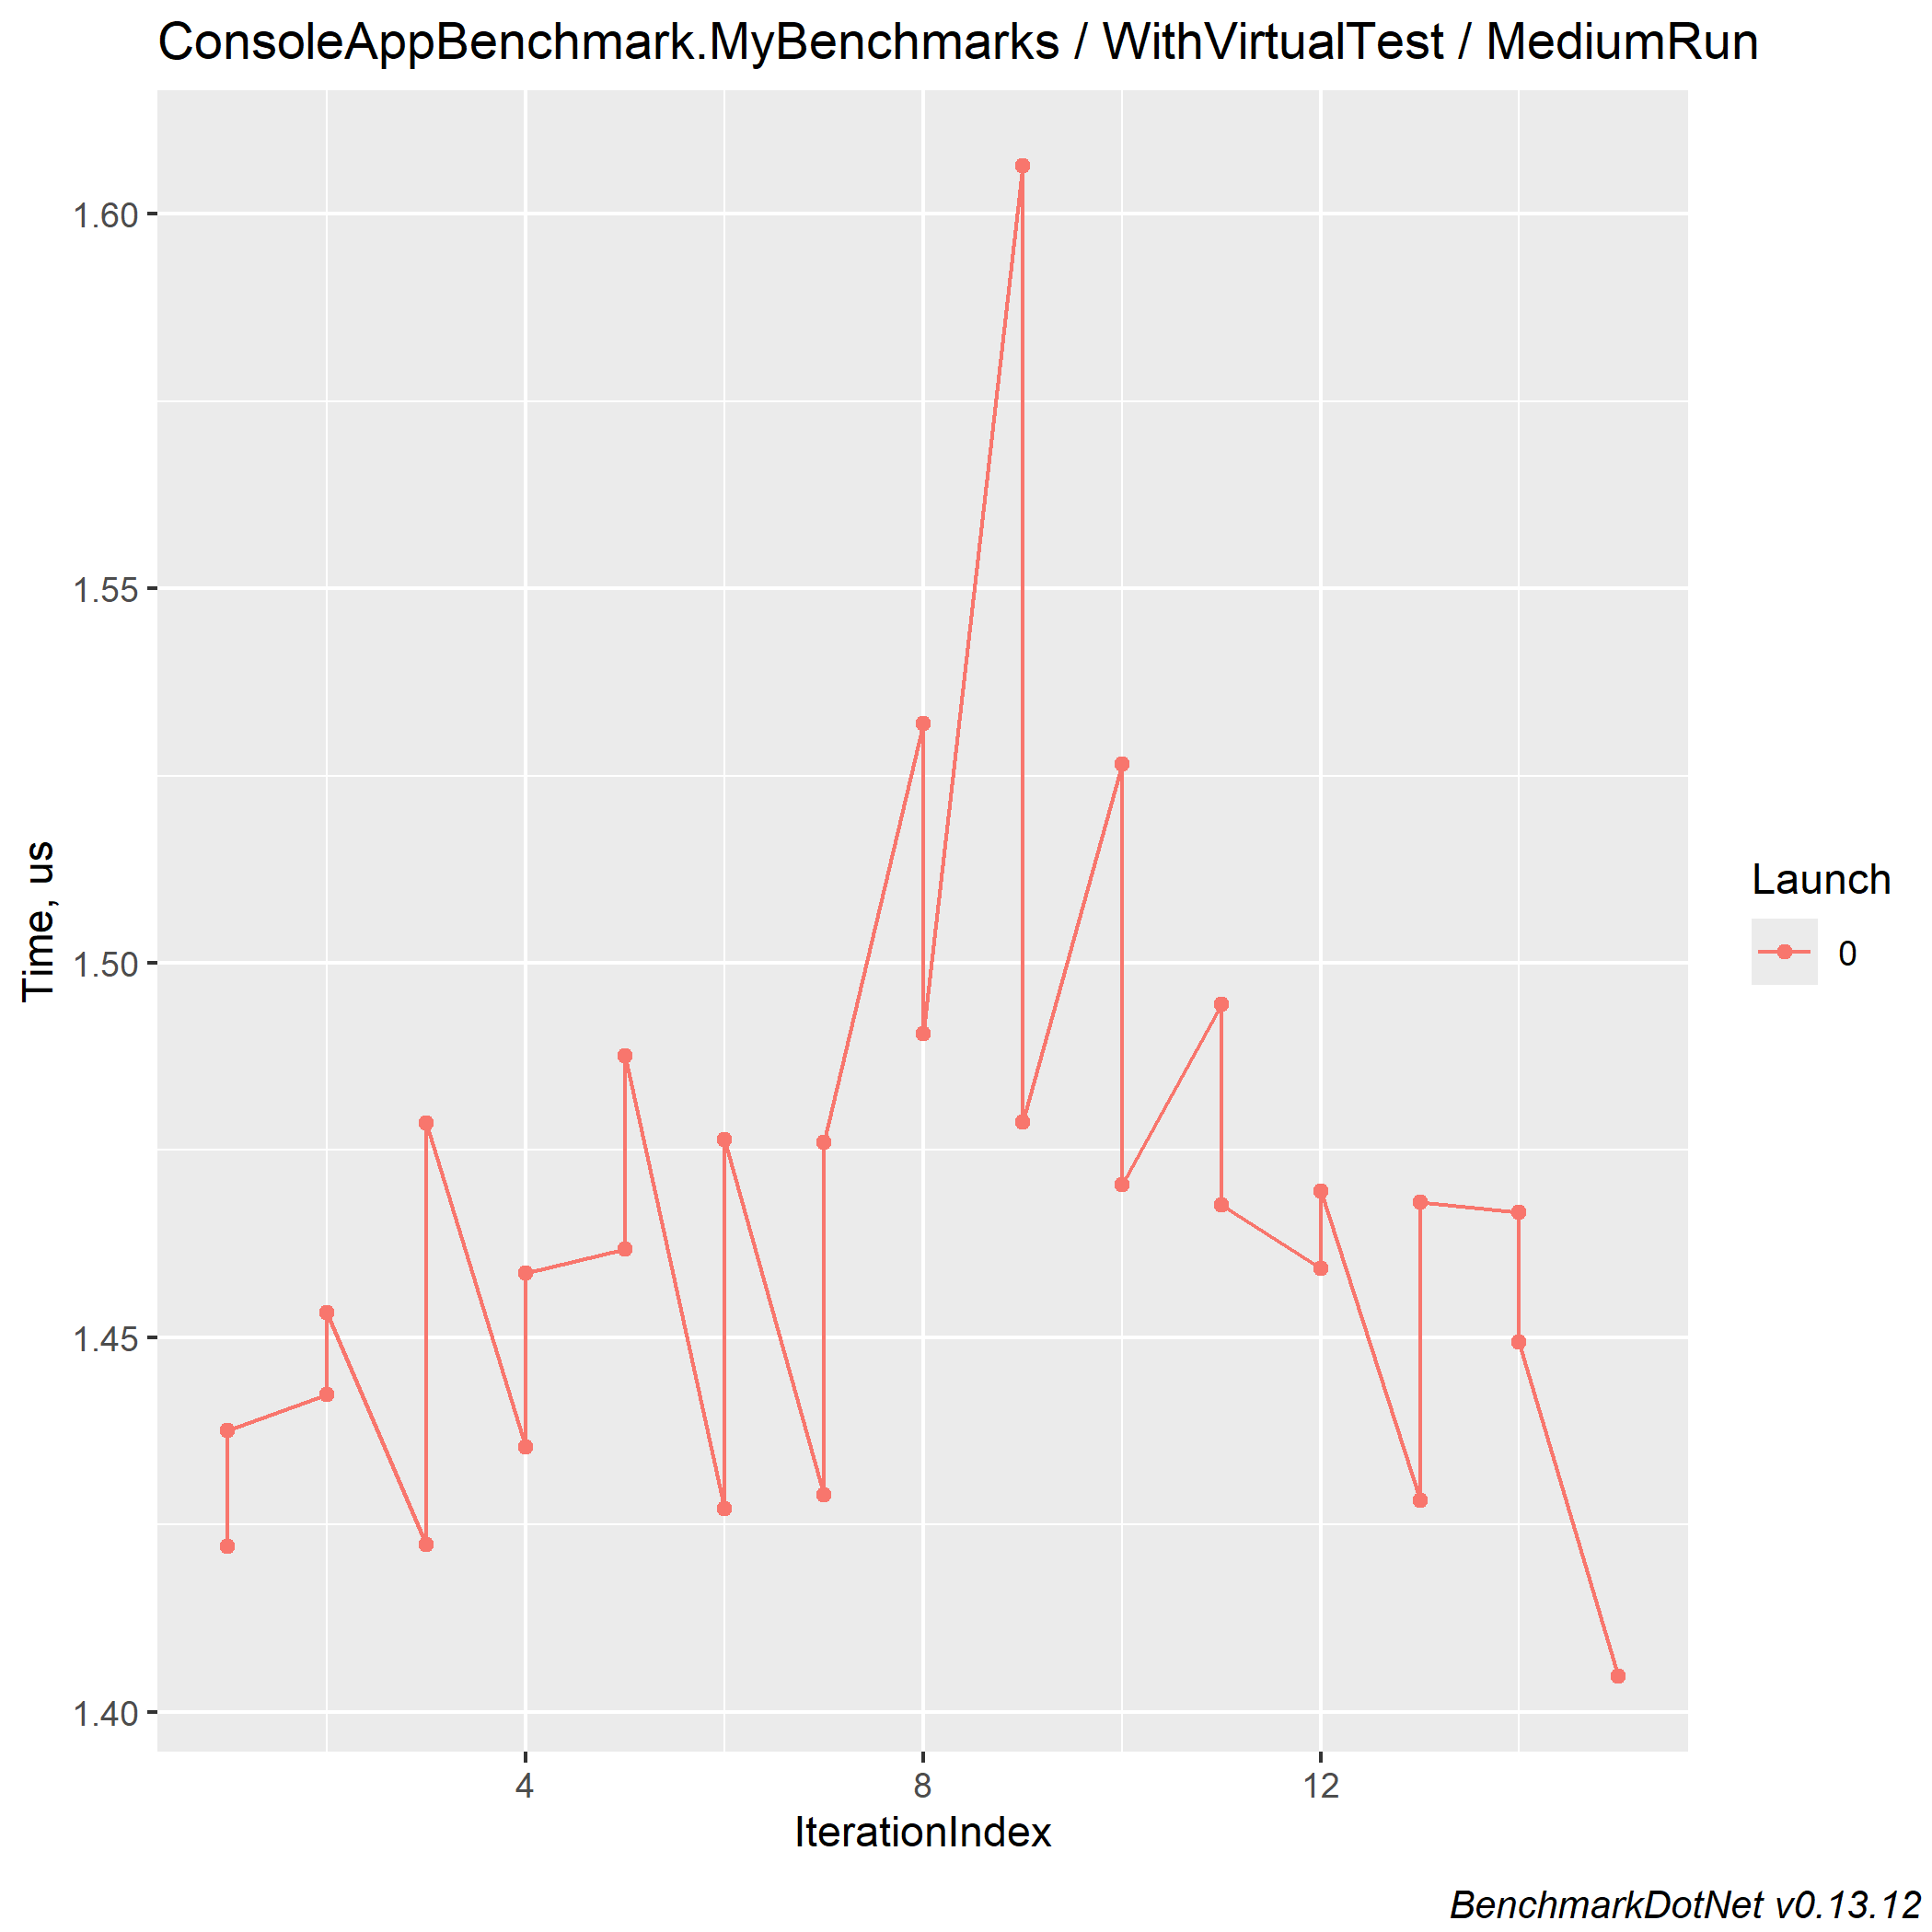 ConsoleAppBenchmark.MyBenchmarks / WithVirtualTest / MediumRun
1.60
1.55
1.50
1.45
1.40
Time, us
4 8 12
IterationIndex
Launch
0
BenchmarkDotNet v0.13.12